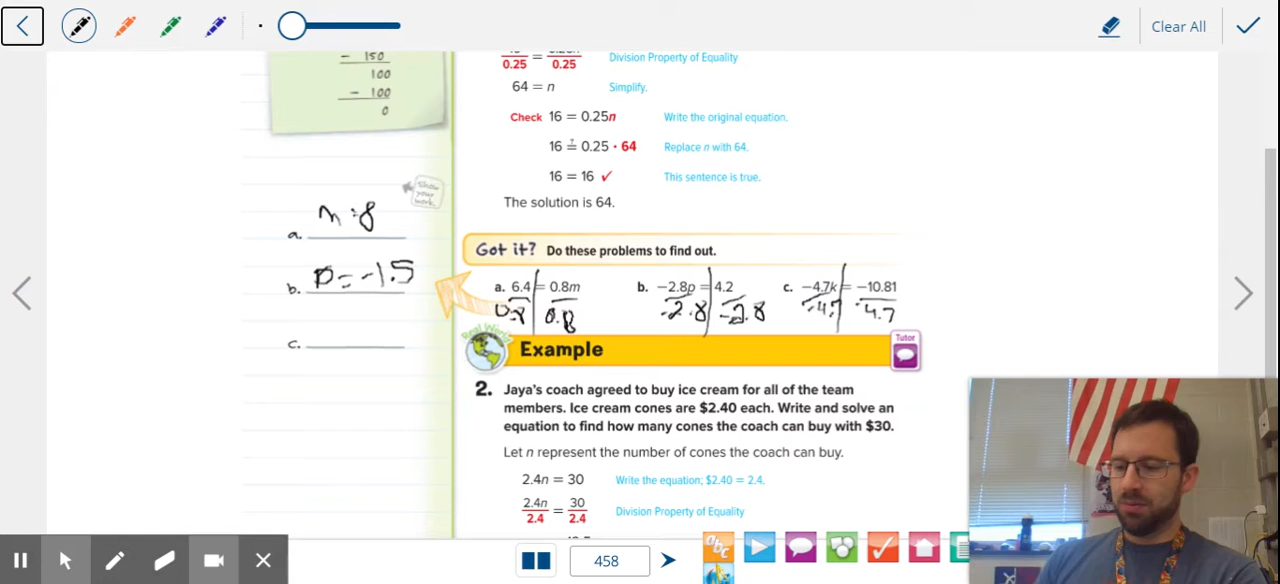 Clear All
- 150
100
- 100
0
Show your work.
m = 8
a.
p = -1.5
b.
c.
0.25 0.25 Division Property of Equality
64 = n Simplify.
Check 16 = 0.25n Write the original equation.
16 ≟ 0.25 • 64 Replace n with 64.
16 = 16 ✓ This sentence is true.
The solution is 64.
Got it? Do these problems to find out.
a. 6.4 = 0.8m b. −2.8p = 4.2 c. −4.7k = −10.81
0.8 0.8 -2.8 -2.8 -4.7 -4.7
Real World
Example
Tutor
2. Jaya's coach agreed to buy ice cream for all of the team
members. Ice cream cones are $2.40 each. Write and solve an
equation to find how many cones the coach can buy with $30.
Let n represent the number of cones the coach can buy.
2.4n = 30 Write the equation; $2.40 = 2.4.
2.4n = 30
2.4 2.4 Division Property of Equality
458
abc